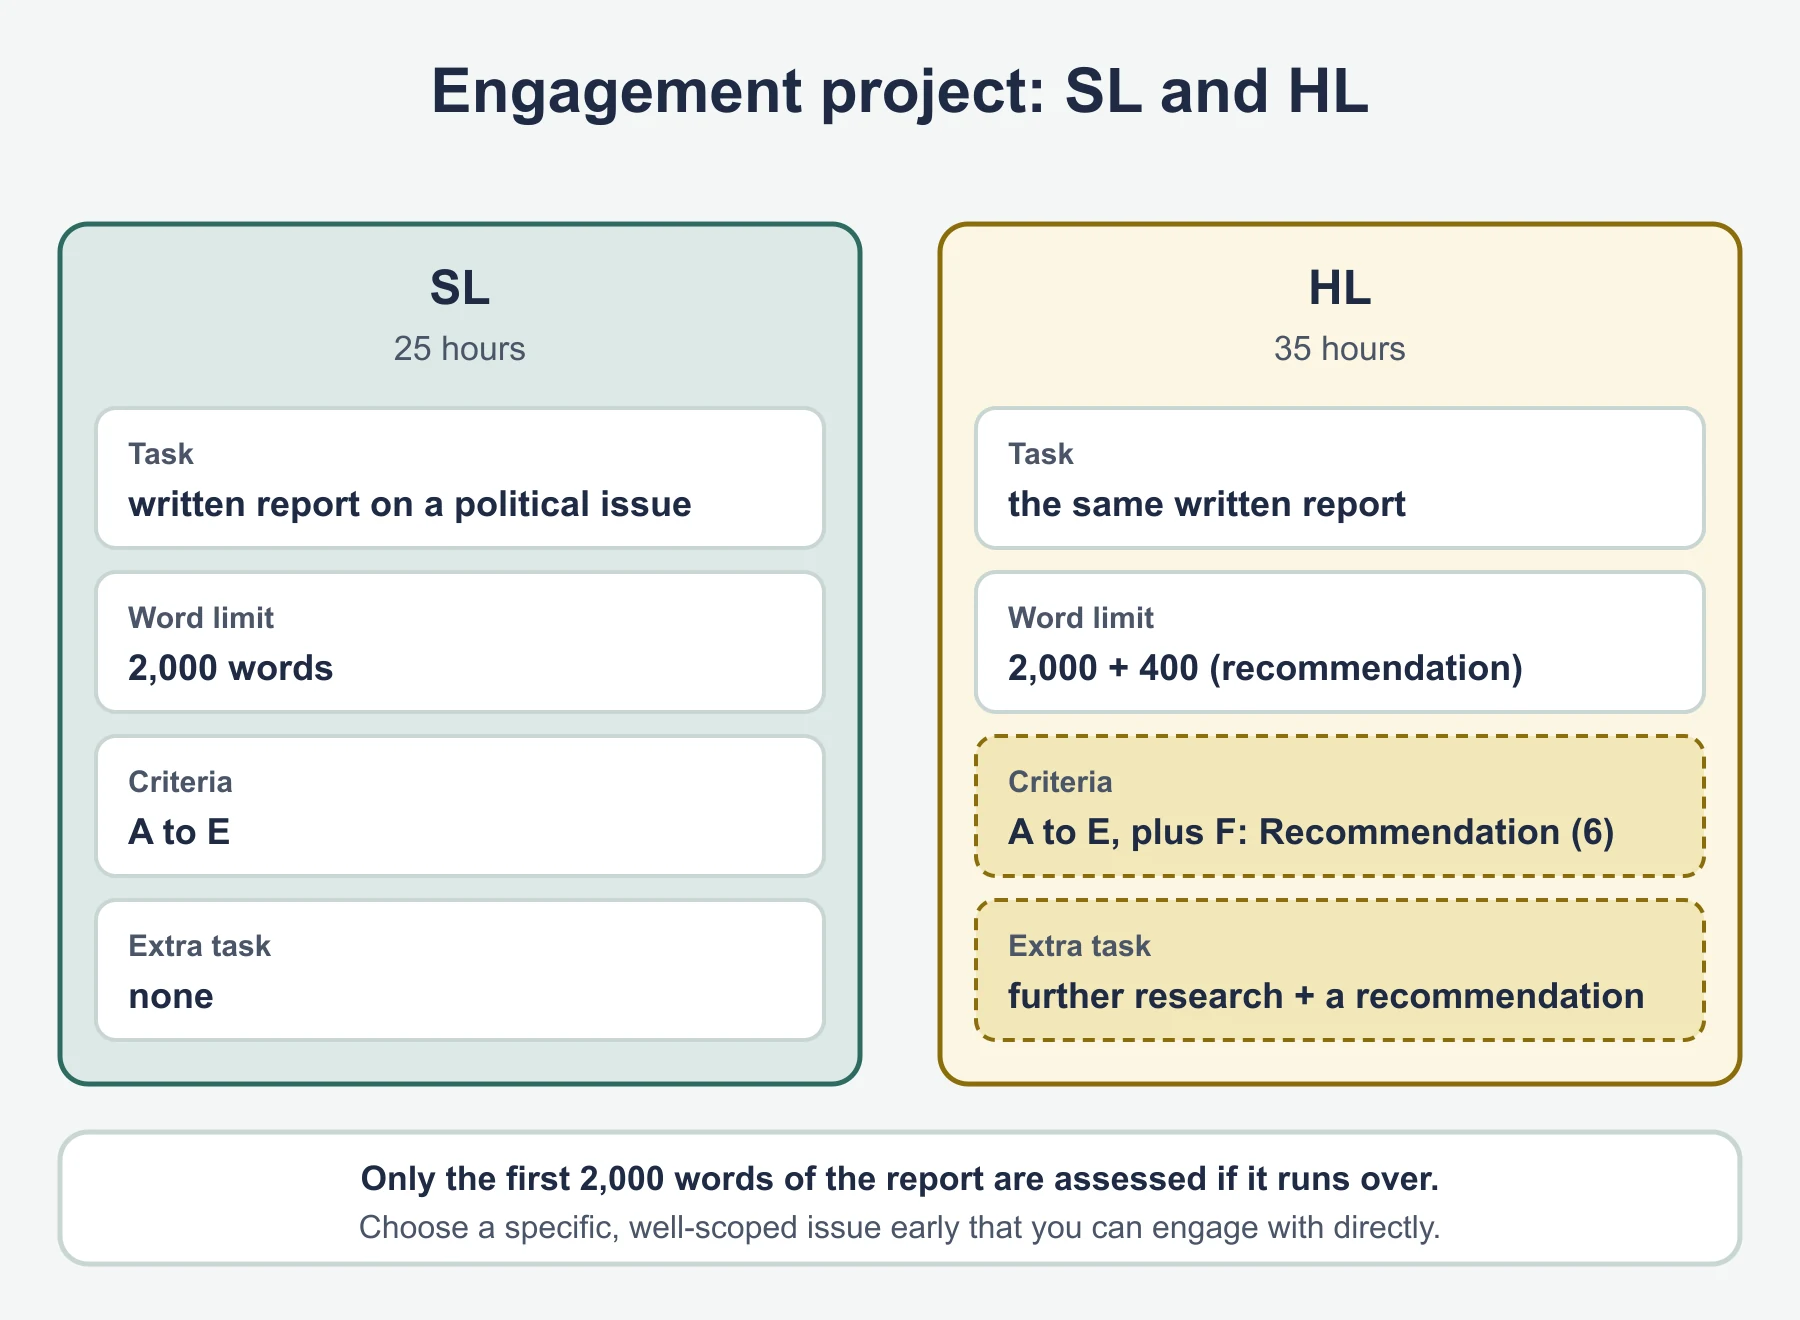 Engagement project: SL and HL
SL
25 hours
Task
written report on a political issue
Word limit
2,000 words
Criteria
A to E
Extra task
none
HL
35 hours
Task
the same written report
Word limit
2,000 + 400 (recommendation)
Criteria
A to E, plus F: Recommendation (6)
Extra task
further research + a recommendation
Only the first 2,000 words of the report are assessed if it runs over.
Choose a specific, well-scoped issue early that you can engage with directly.